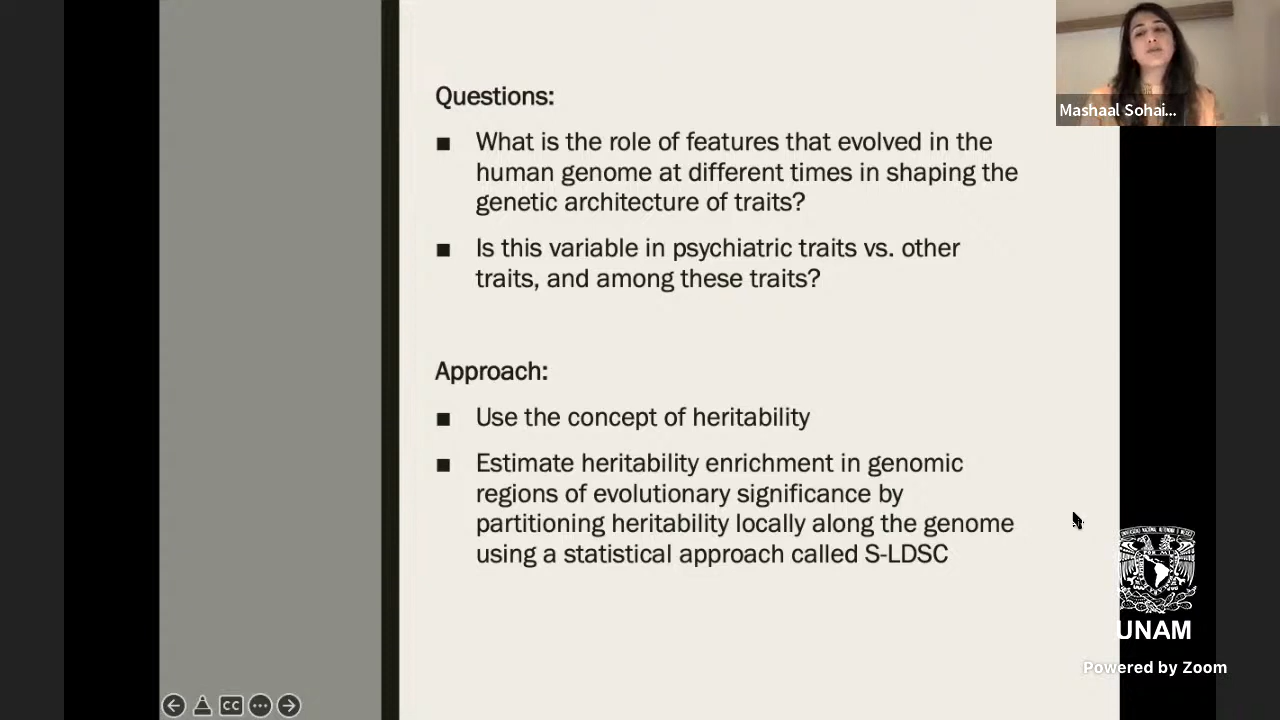 Questions:
■ What is the role of features that evolved in the
human genome at different times in shaping the
genetic architecture of traits?
■ Is this variable in psychiatric traits vs. other
traits, and among these traits?
Approach:
■ Use the concept of heritability
■ Estimate heritability enrichment in genomic
regions of evolutionary significance by
partitioning heritability locally along the genome
using a statistical approach called S-LDSC
Mashaal Sohai...
UNAM
Powered by Zoom
CC